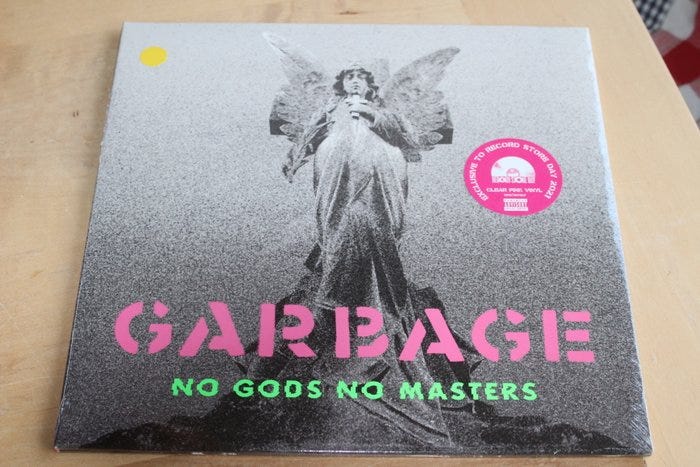 EXCLUSIVE TO RECORD STORE DAY 2021
CLEAR PINK VINYL
GARBAGE
NO GODS NO MASTERS